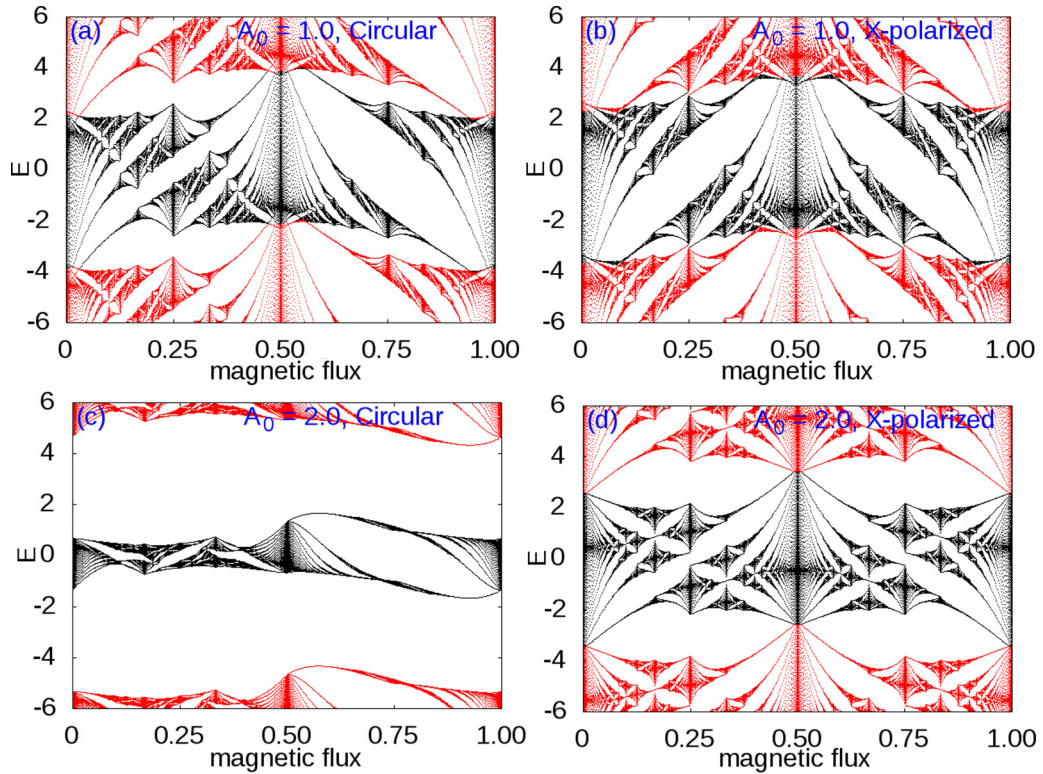 (a) A0 = 1.0, Circular
6
4
2
0
-2
-4
-6
E
0 0.25 0.50 0.75 1.00
magnetic flux
(b) A0 = 1.0, X-polarized
6
4
2
0
-2
-4
-6
E
0 0.25 0.50 0.75 1.00
magnetic flux
(c) A0 = 2.0, Circular
6
4
2
0
-2
-4
-6
E
0 0.25 0.50 0.75 1.00
magnetic flux
(d) A0 = 2.0, X-polarized
6
4
2
0
-2
-4
-6
E
0 0.25 0.50 0.75 1.00
magnetic flux